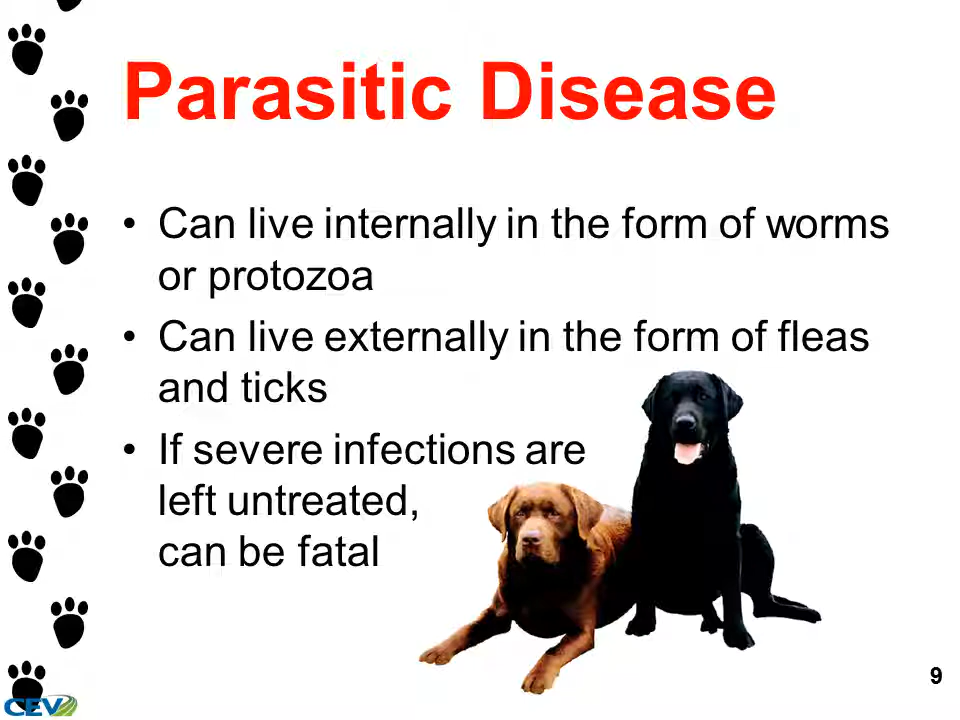 Parasitic Disease
• Can live internally in the form of worms
or protozoa
• Can live externally in the form of fleas
and ticks
• If severe infections are
left untreated,
can be fatal
9
CEV